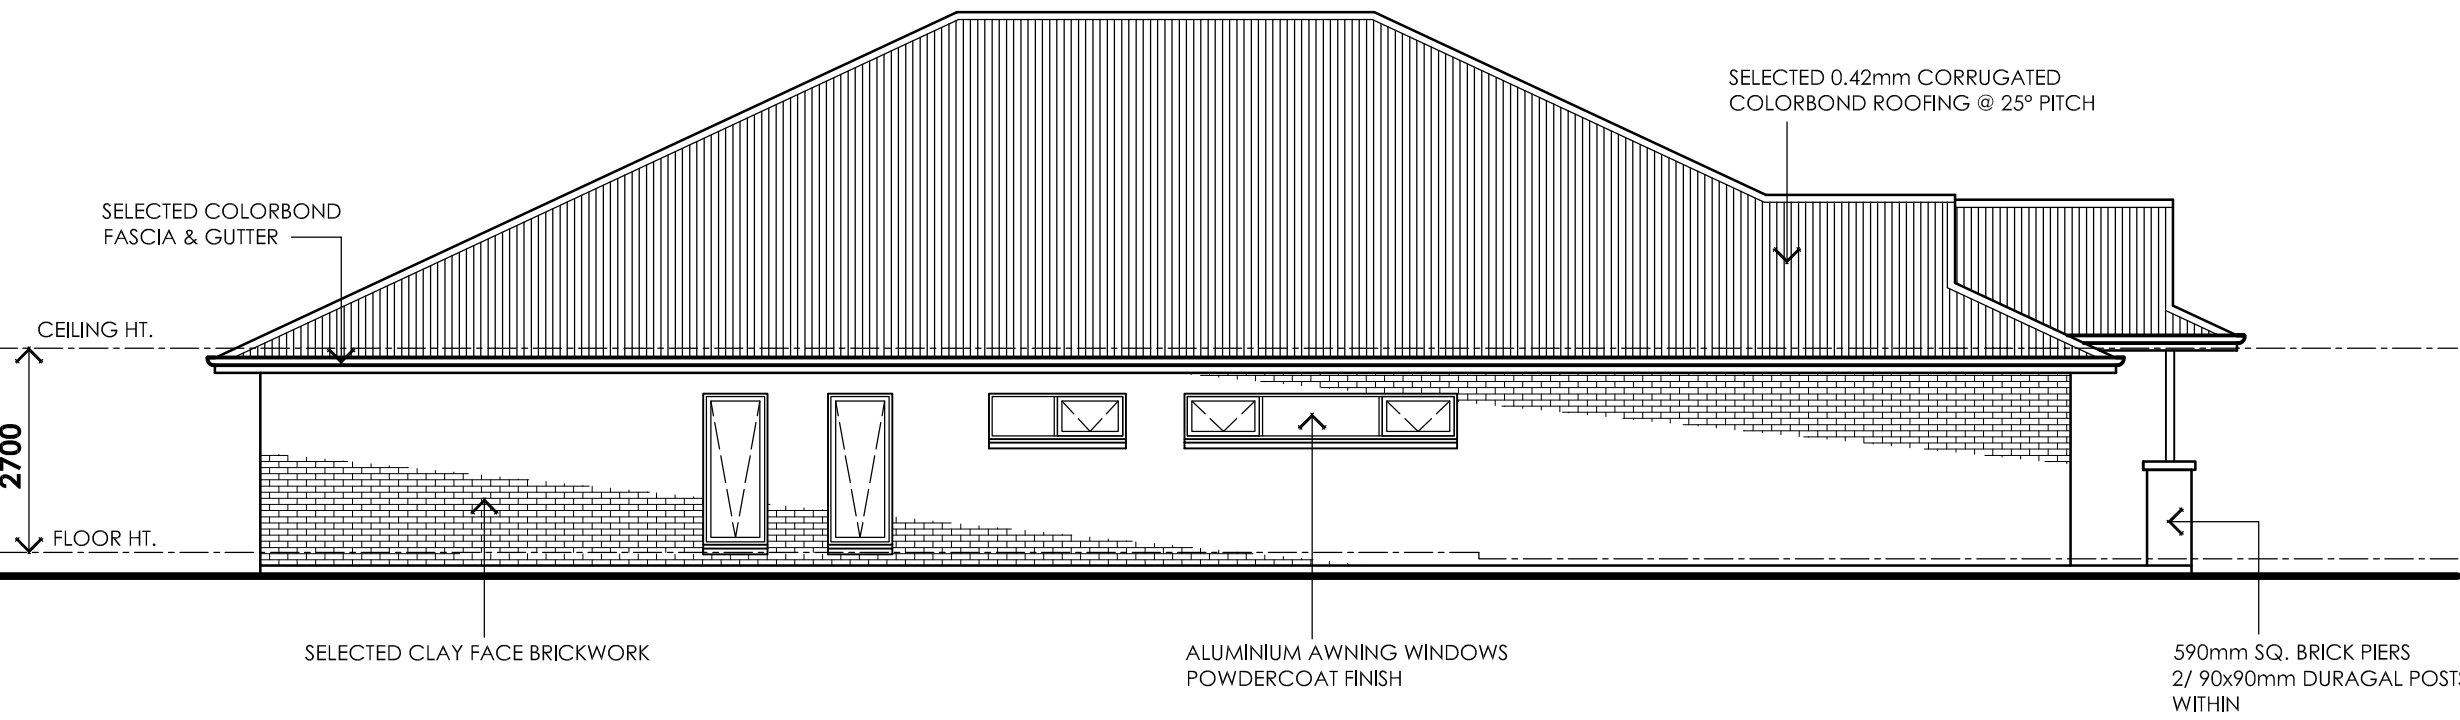 SELECTED 0.42mm CORRUGATED
COLORBOND ROOFING @ 25° PITCH
SELECTED COLORBOND
FASCIA & GUTTER
CEILING HT.
2700
FLOOR HT.
SELECTED CLAY FACE BRICKWORK
ALUMINIUM AWNING WINDOWS
POWDERCOAT FINISH
590mm SQ. BRICK PIERS
2/ 90x90mm DURAGAL POSTS
WITHIN